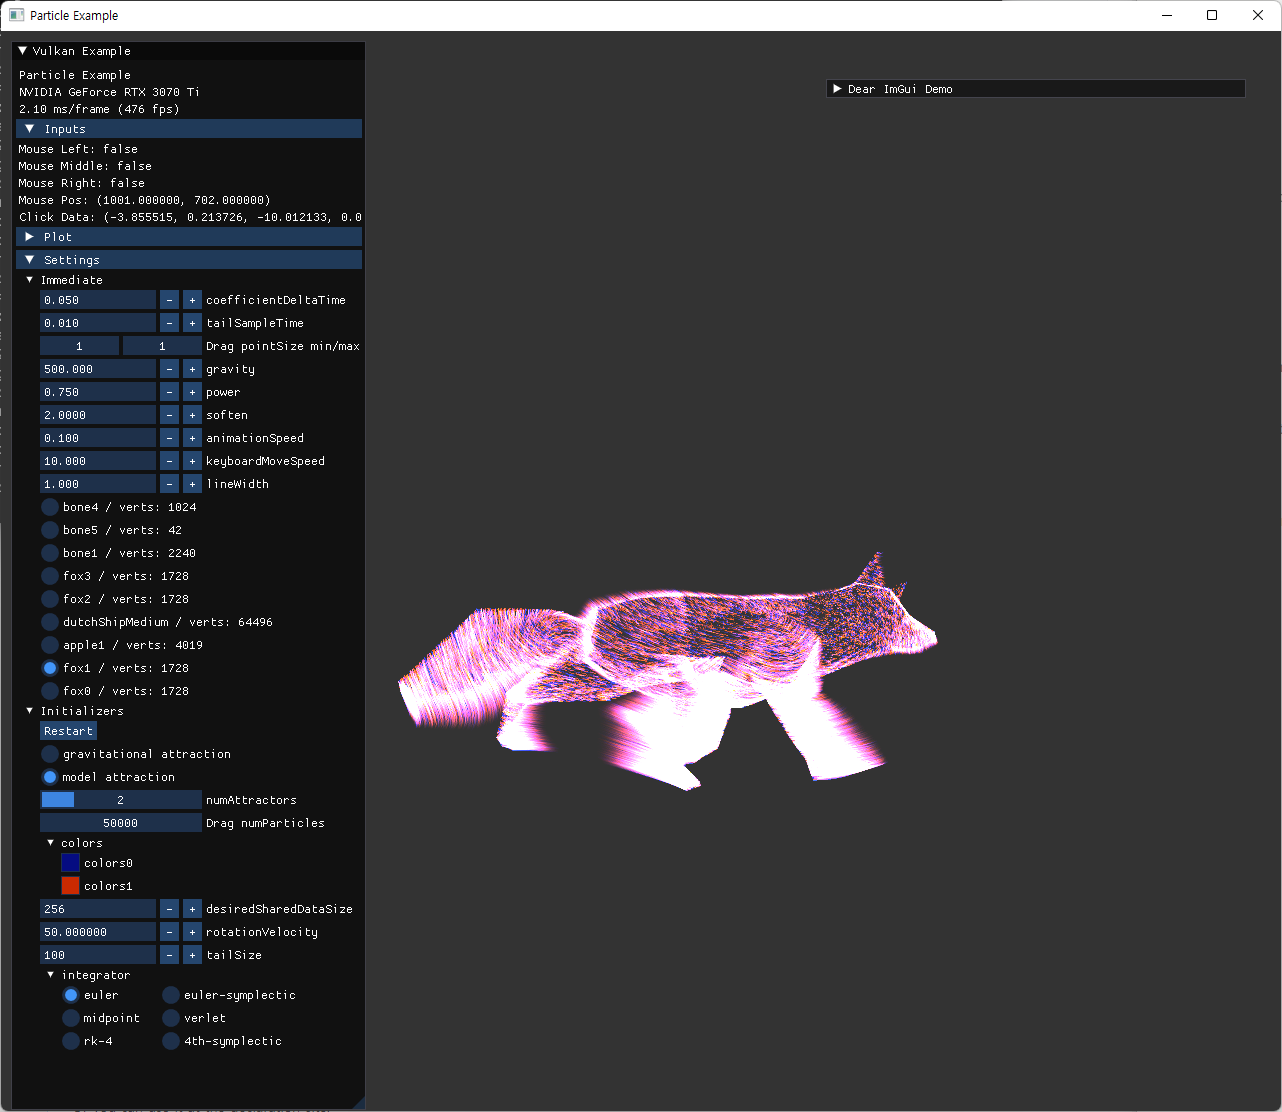 Particle Example
Vulkan Example
Particle Example
NVIDIA GeForce RTX 3070 Ti
2.10 ms/frame (476 fps)
Inputs
Mouse Left: false
Mouse Middle: false
Mouse Right: false
Mouse Pos: (1001.000000, 702.000000)
Click Data: (-3.855515, 0.213726, -10.012133, 0.0
Plot
Settings
Immediate
0.050 - + coefficientDeltaTime
0.010 - + tailSampleTime
1 1 Drag pointSize min/max
500.000 - + gravity
0.750 - + power
2.0000 - + soften
0.100 - + animationSpeed
10.000 - + keyboardMoveSpeed
1.000 - + lineWidth
bone4 / verts: 1024
bone5 / verts: 42
bone1 / verts: 2240
fox3 / verts: 1728
fox2 / verts: 1728
dutchShipMedium / verts: 64496
apple1 / verts: 4019
fox1 / verts: 1728
fox0 / verts: 1728
Initializers
Restart
gravitational attraction
model attraction
2 numAttractors
50000 Drag numParticles
colors
colors0
colors1
256 - + desiredSharedDataSize
50.000000 - + rotationVelocity
100 - + tailSize
integrator
euler euler-symplectic
midpoint verlet
rk-4 4th-symplectic
Dear ImGui Demo